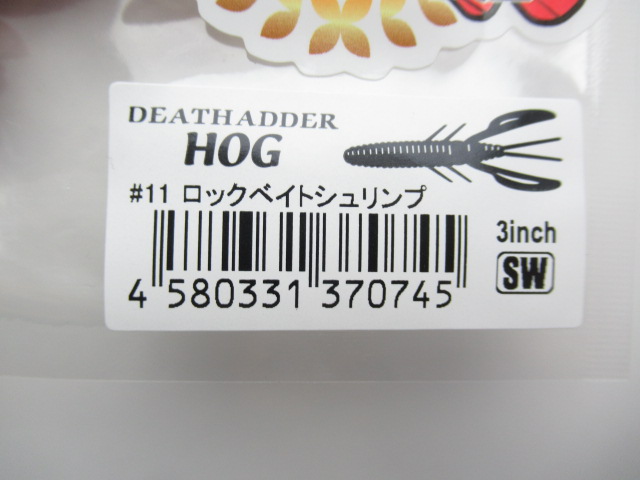 DEATHADDER
HOG
#11 ロックベイトシュリンプ
3inch
SW
4 580331 370745